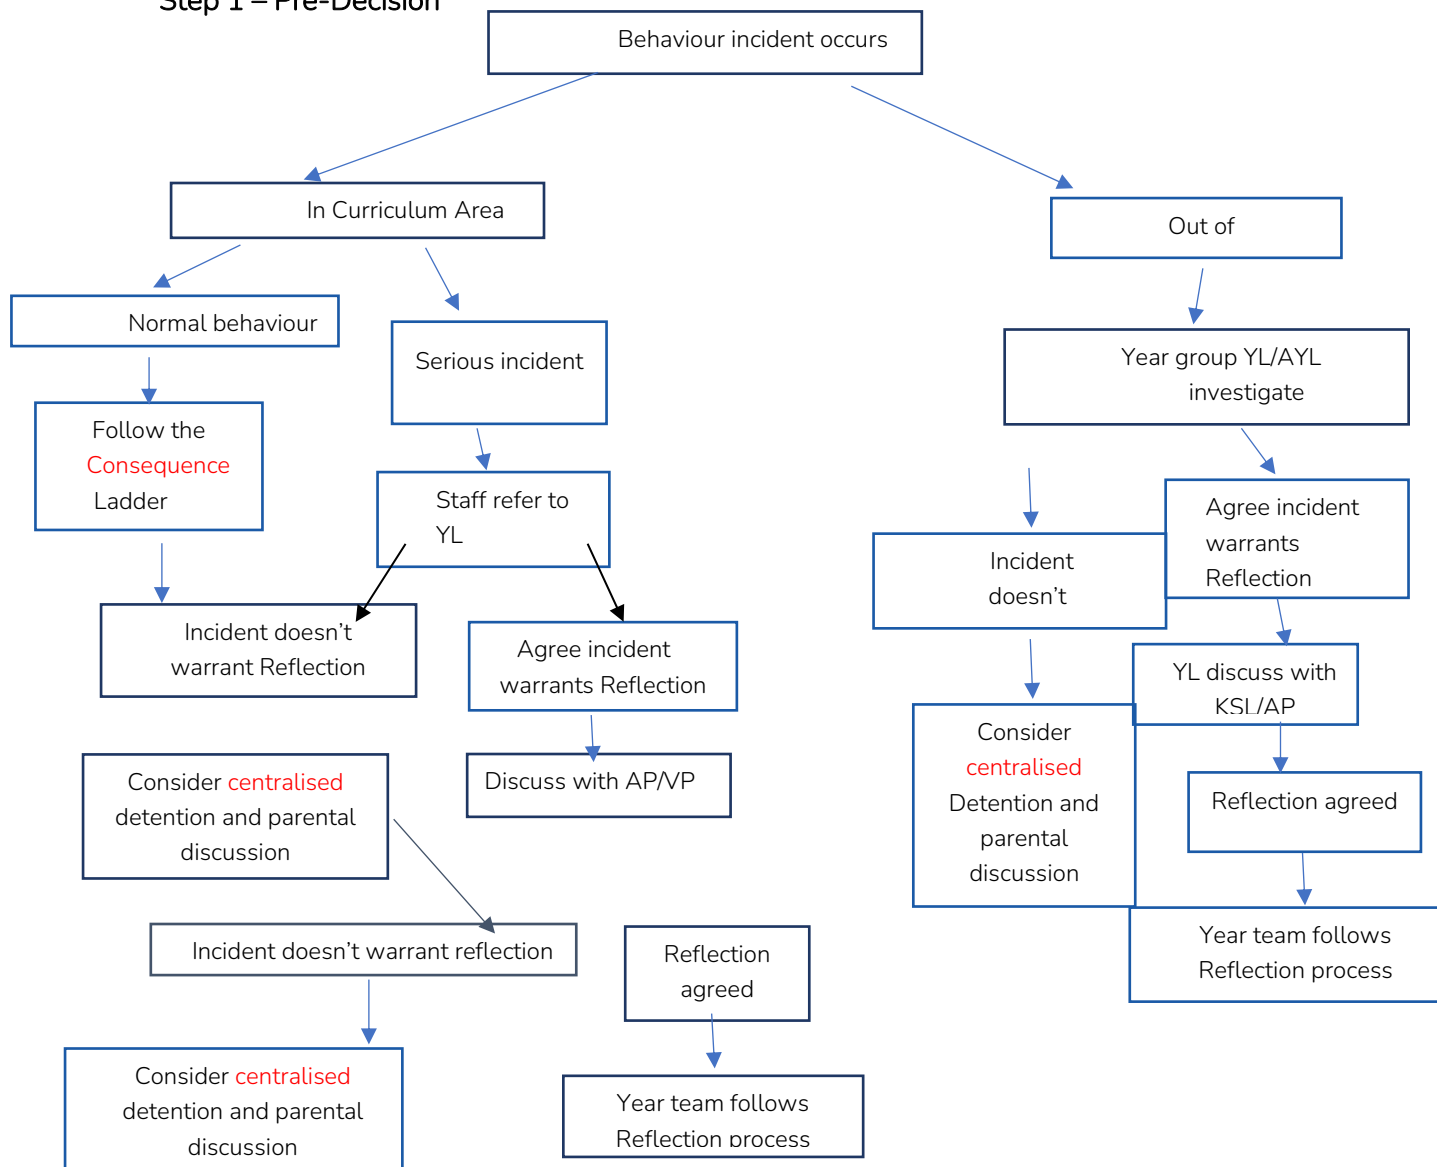 Step 1 – Pre-Decision
Behaviour incident occurs
In Curriculum Area
Out of
Normal behaviour
Serious incident
Year group YL/AYL
investigate
Follow the
Consequence
Ladder
Staff refer to
YL
Incident
doesn't
Agree incident
warrants
Reflection
Incident doesn't
warrant Reflection
Agree incident
warrants Reflection
YL discuss with
KSL/AP
Consider centralised
detention and parental
discussion
Discuss with AP/VP
Consider
centralised
Detention and
parental
discussion
Reflection agreed
Incident doesn't warrant reflection
Reflection
agreed
Year team follows
Reflection process
Consider centralised
detention and parental
discussion
Year team follows
Reflection process